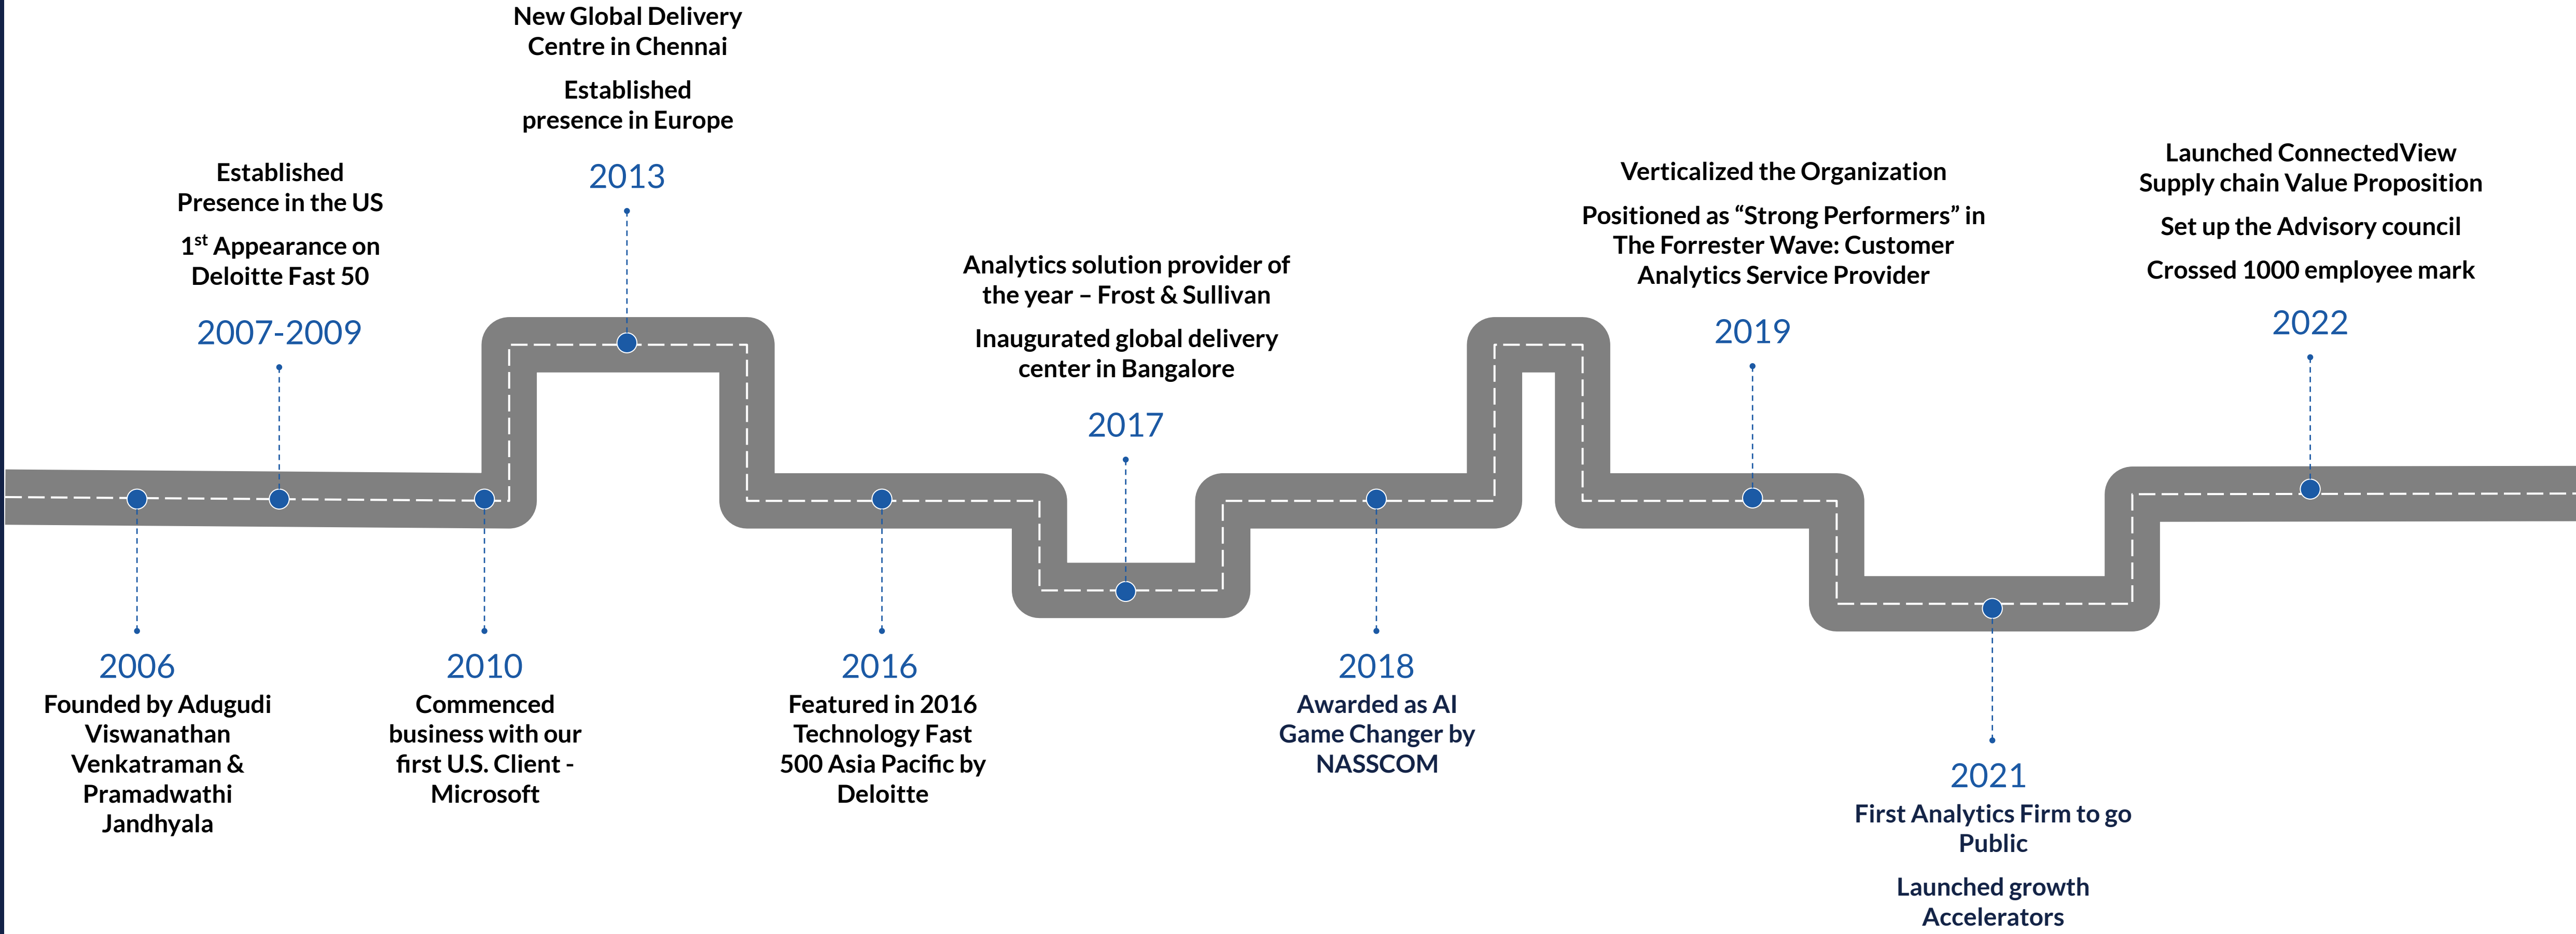 New Global Delivery
Centre in Chennai
Established
presence in Europe
2013
Established
Presence in the US
1st Appearance on
Deloitte Fast 50
2007-2009
Analytics solution provider of
the year – Frost & Sullivan
Inaugurated global delivery
center in Bangalore
2017
Verticalized the Organization
Positioned as “Strong Performers” in
The Forrester Wave: Customer
Analytics Service Provider
2019
Launched ConnectedView
Supply chain Value Proposition
Set up the Advisory council
Crossed 1000 employee mark
2022
2006
Founded by Adugudi
Viswanathan
Venkatraman &
Pramadwathi
Jandhyala
2010
Commenced
business with our
first U.S. Client -
Microsoft
2016
Featured in 2016
Technology Fast
500 Asia Pacific by
Deloitte
2018
Awarded as AI
Game Changer by
NASSCOM
2021
First Analytics Firm to go
Public
Launched growth
Accelerators